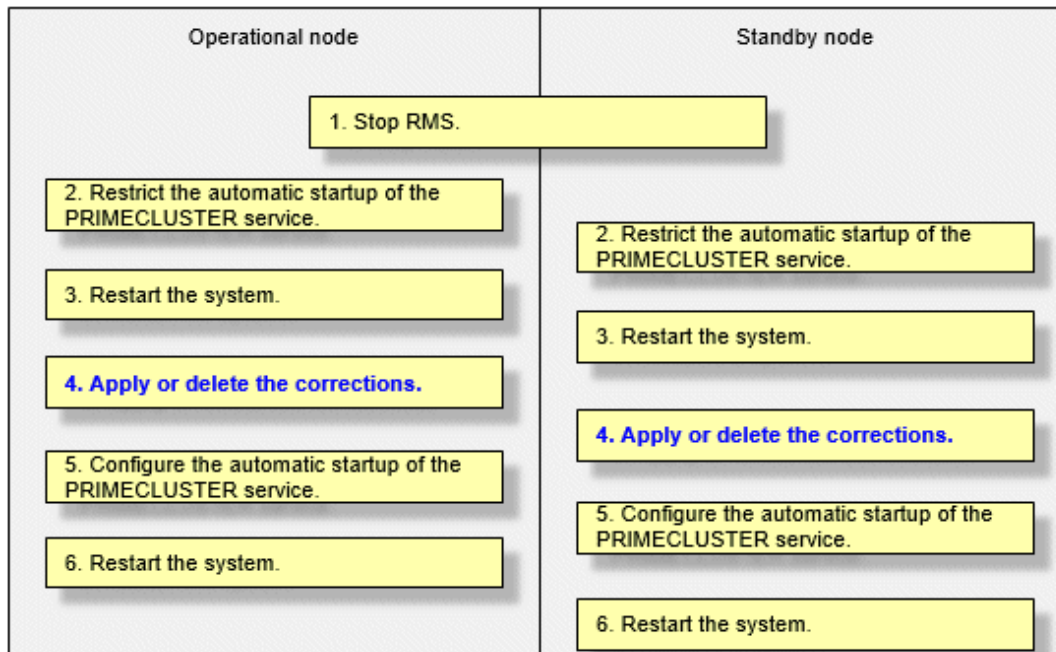 Operational node
Standby node
1. Stop RMS.
2. Restrict the automatic startup of the
PRIMECLUSTER service.
3. Restart the system.
4. Apply or delete the corrections.
5. Configure the automatic startup of the
PRIMECLUSTER service.
6. Restart the system.
2. Restrict the automatic startup of the
PRIMECLUSTER service.
3. Restart the system.
4. Apply or delete the corrections.
5. Configure the automatic startup of the
PRIMECLUSTER service.
6. Restart the system.